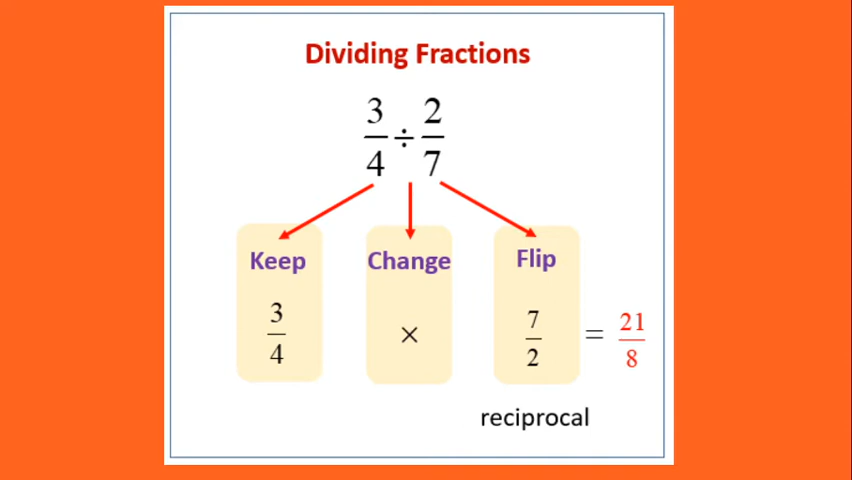 Dividing Fractions
3/4 ÷ 2/7
Keep Change Flip
3/4 × 7/2 = 21/8
reciprocal